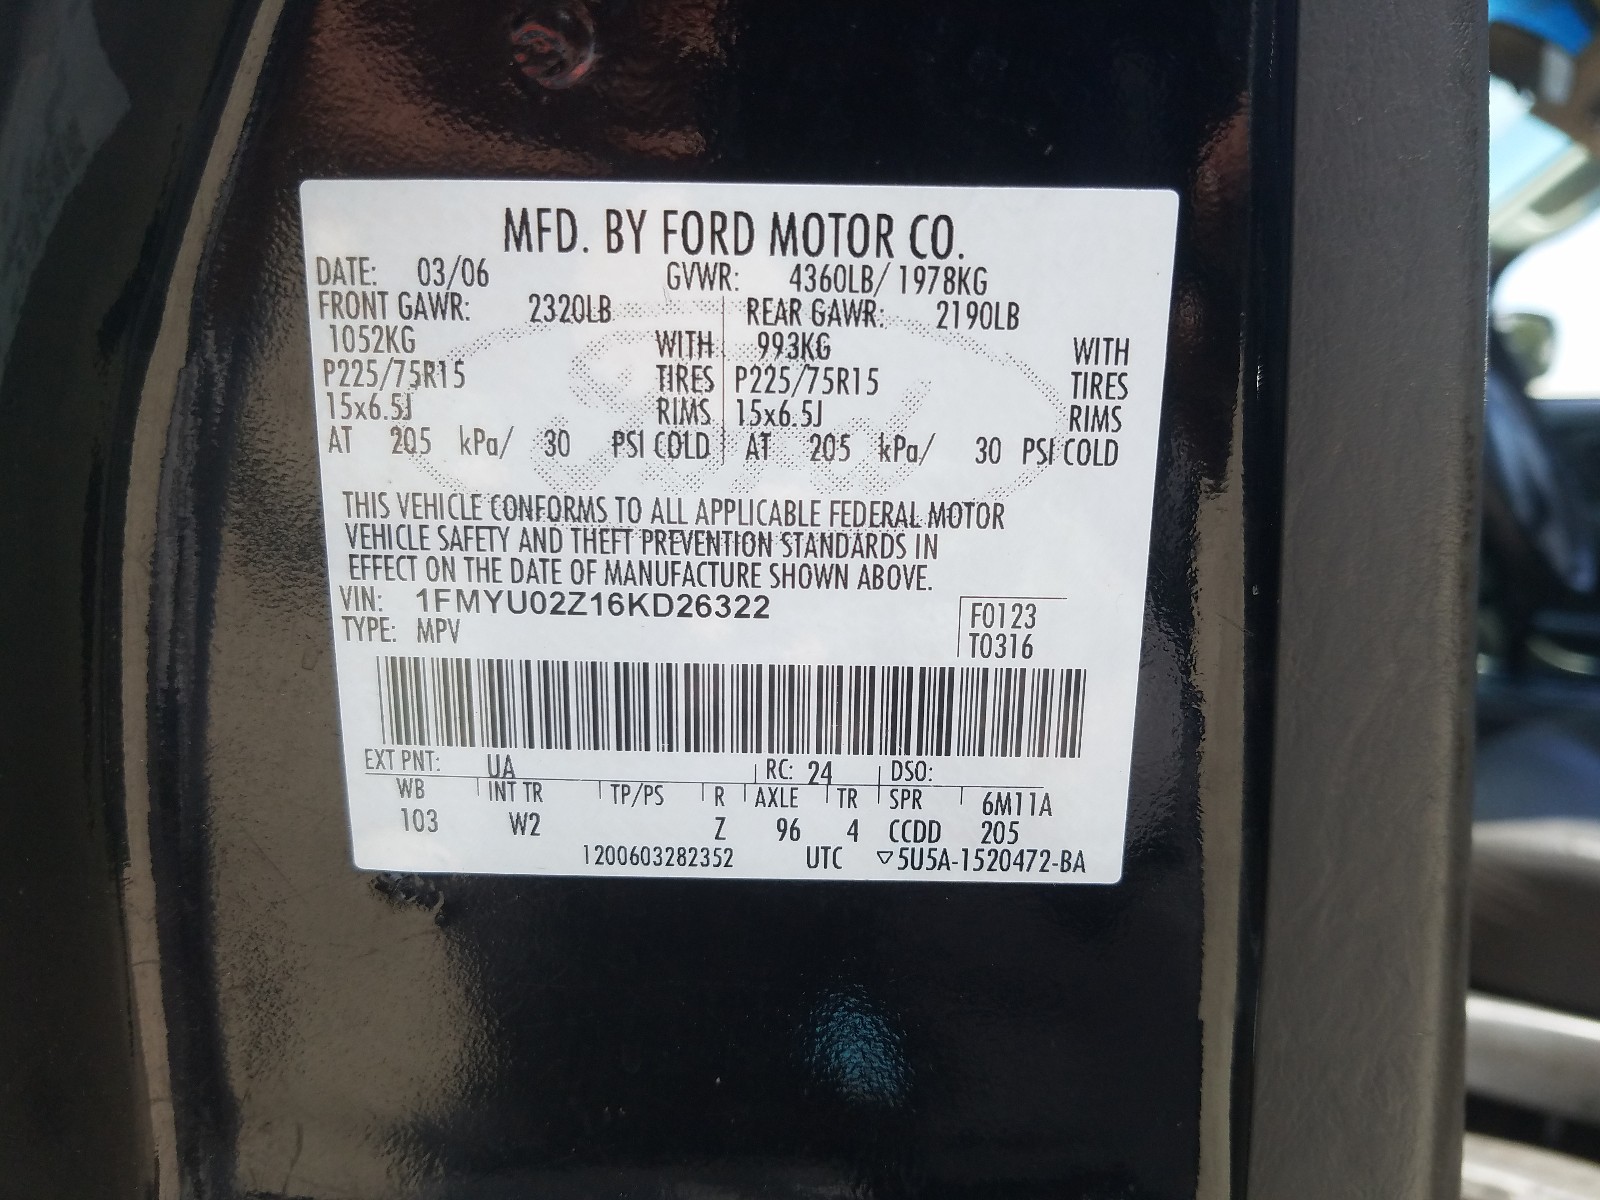 MFD. BY FORD MOTOR CO.
DATE: 03/06 GVWR: 4360LB/ 1978KG
FRONT GAWR: 2320LB REAR GAWR: 2190LB
1052KG WITH 993KG WITH
P225/75R15 TIRES P225/75R15 TIRES
15x6.5J RIMS 15x6.5J RIMS
AT 205 kPa/ 30 PSI COLD AT 205 kPa/ 30 PSI COLD
THIS VEHICLE CONFORMS TO ALL APPLICABLE FEDERAL MOTOR
VEHICLE SAFETY AND THEFT PREVENTION STANDARDS IN
EFFECT ON THE DATE OF MANUFACTURE SHOWN ABOVE.
VIN: 1FMYU02Z16KD26322 F0123
TYPE: MPV T0316
EXT PNT: UA RC: 24 DSO:
WB INT TR TP/PS R AXLE TR SPR 6M11A
103 W2 Z 96 4 CCDD 205
1200603282352 UTC ▽5U5A-1520472-BA